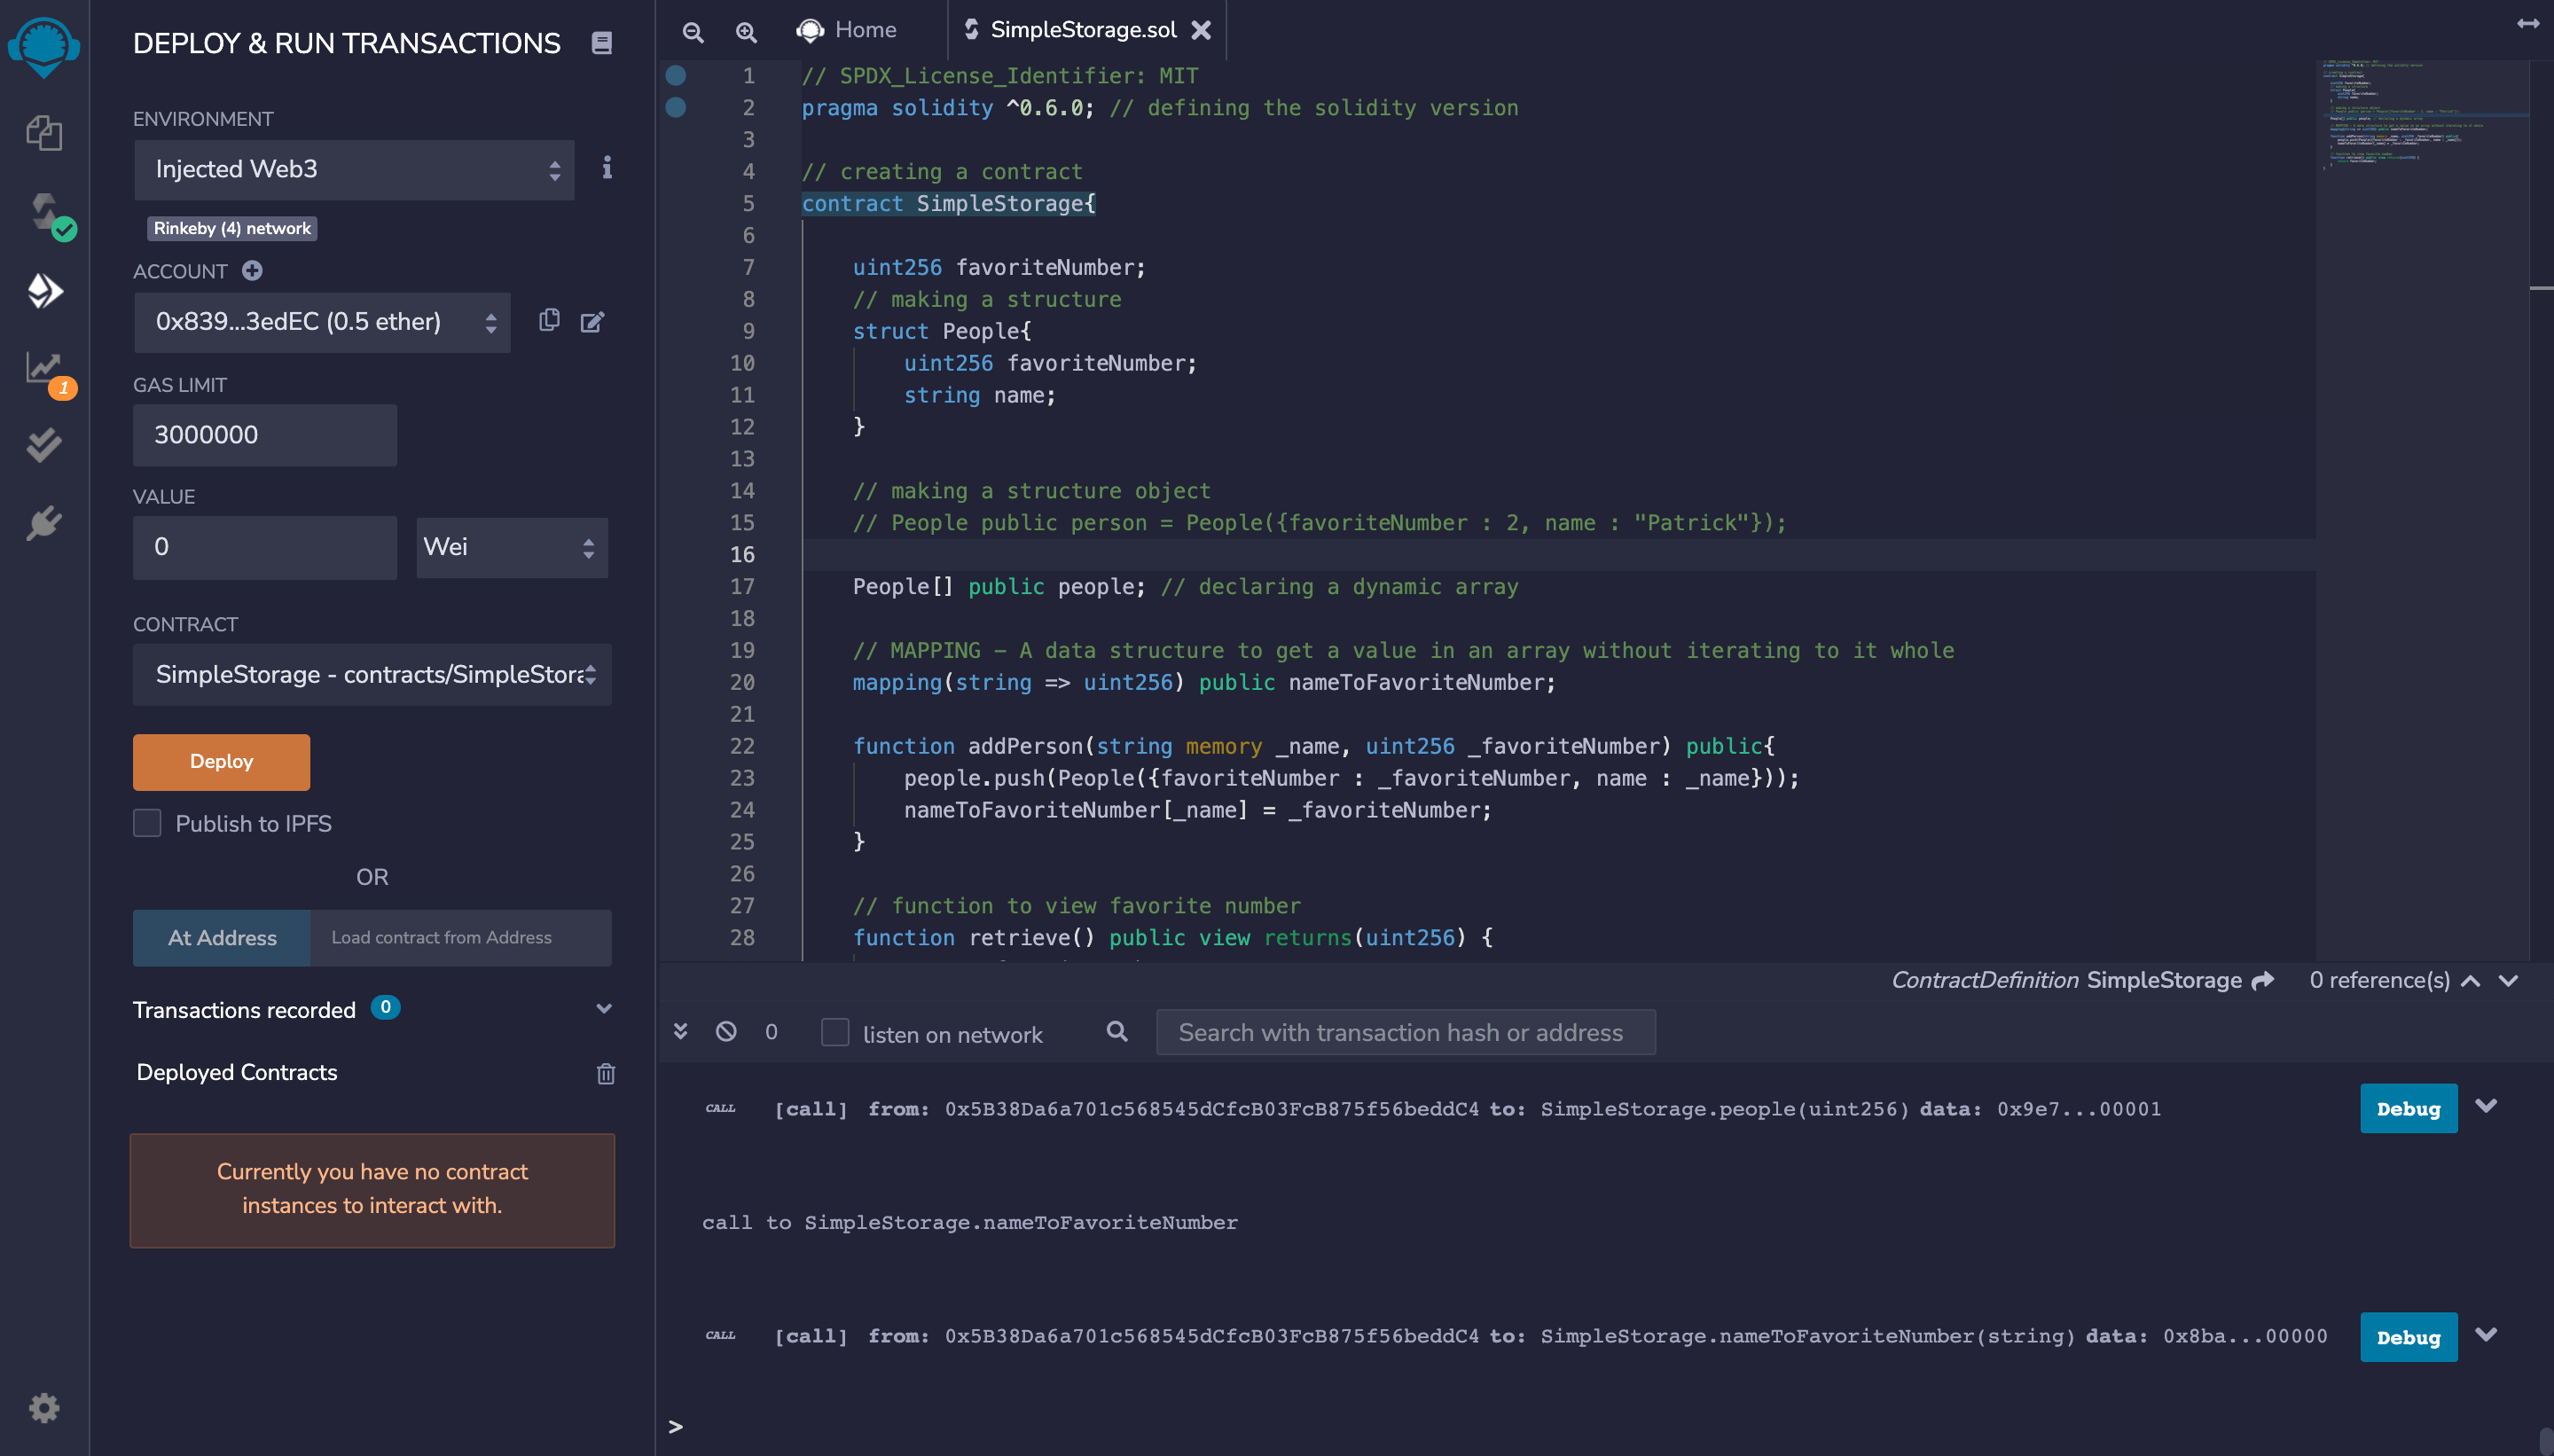 DEPLOY & RUN TRANSACTIONS
ENVIRONMENT
Injected Web3
Rinkeby (4) network
ACCOUNT
0x839...3edEC (0.5 ether)
1
GAS LIMIT
3000000
VALUE
0
Wei
CONTRACT
SimpleStorage - contracts/SimpleStora
Deploy
Publish to IPFS
OR
At Address
Load contract from Address
Transactions recorded 0
Deployed Contracts
Currently you have no contract
instances to interact with.
Home
SimpleStorage.sol
1 // SPDX_License_Identifier: MIT
2 pragma solidity ^0.6.0; // defining the solidity version
3
4 // creating a contract
5 contract SimpleStorage{
6
7 uint256 favoriteNumber;
8 // making a structure
9 struct People{
10 uint256 favoriteNumber;
11 string name;
12 }
13
14 // making a structure object
15 // People public person = People({favoriteNumber : 2, name : "Patrick"});
16
17 People[] public people; // declaring a dynamic array
18
19 // MAPPING - A data structure to get a value in an array without iterating to it whole
20 mapping(string => uint256) public nameToFavoriteNumber;
21
22 function addPerson(string memory _name, uint256 _favoriteNumber) public{
23 people.push(People({favoriteNumber : _favoriteNumber, name : _name}));
24 nameToFavoriteNumber[_name] = _favoriteNumber;
25 }
26
27 // function to view favorite number
28 function retrieve() public view returns(uint256) {
ContractDefinition SimpleStorage 0 reference(s)
0 listen on network
Search with transaction hash or address
CALL [call] from: 0x5B38Da6a701c568545dCfcB03FcB875f56beddC4 to: SimpleStorage.people(uint256) data: 0x9e7...00001
Debug
call to SimpleStorage.nameToFavoriteNumber
CALL [call] from: 0x5B38Da6a701c568545dCfcB03FcB875f56beddC4 to: SimpleStorage.nameToFavoriteNumber(string) data: 0x8ba...00000
Debug
>